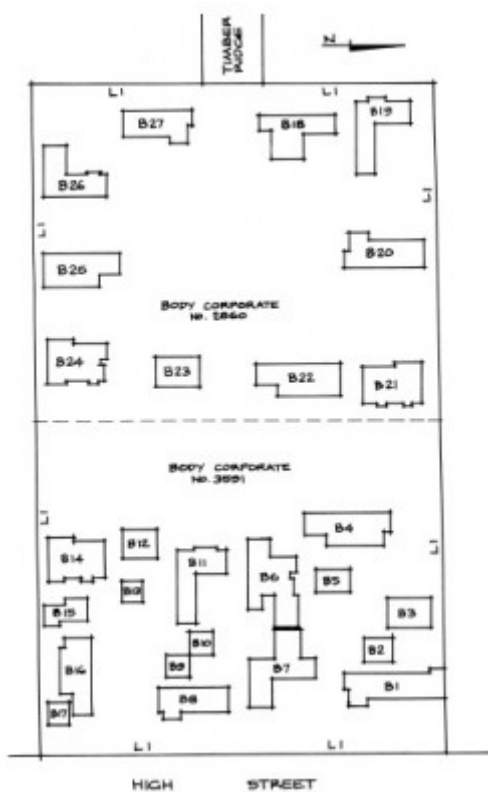 TIMBER
RIDGE
N
L1
L1
B27
B18
B19
B26
L1
L1
B20
B25
BODY CORPORATE
No. 2860
B24
B23
B22
B21
BODY CORPORATE
No. 3551
L1
L1
B4
B14
B12
B11
B6
B5
B13
B3
B15
B10
B2
B16
B9
B7
B1
B8
B17
L1
L1
HIGH STREET